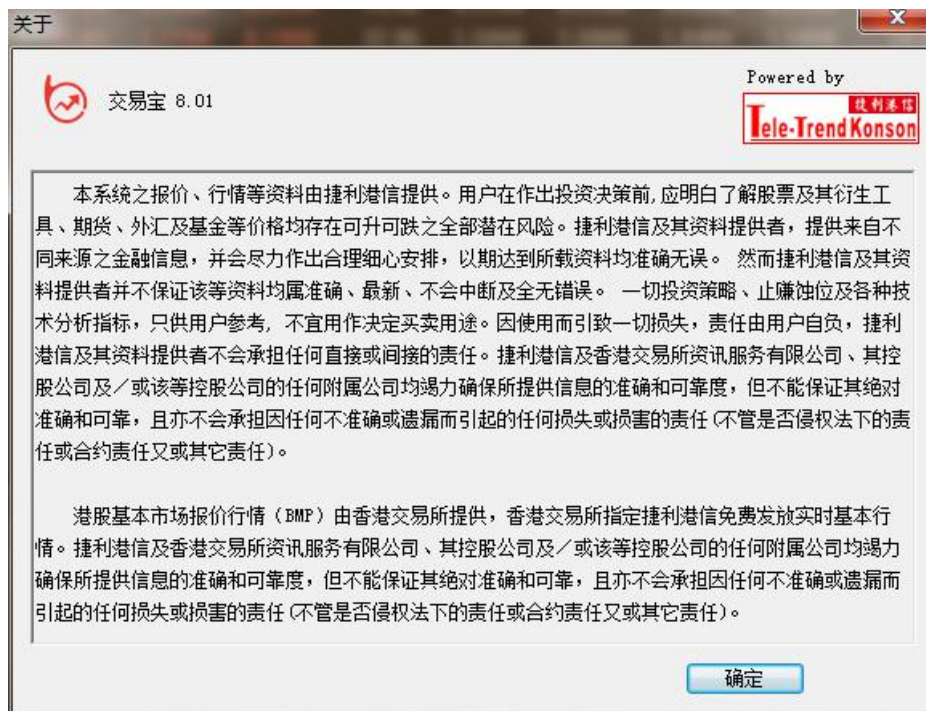 关于
交易宝 8.01
Powered by
捷利港信
Tele-Trend Konson
本系统之报价、行情等资料由捷利港信提供。用户在作出投资决策前,应明白了解股票及其衍生工
具、期货、外汇及基金等价格均存在可升可跌之全部潜在风险。捷利港信及其资料提供者，提供来自不
同来源之金融信息，并会尽力作出合理细心安排，以期达到所载资料均准确无误。 然而捷利港信及其资
料提供者并不保证该等资料均属准确、最新、不会中断及全无错误。 一切投资策略、止赚蚀位及各种技
术分析指标，只供用户参考, 不宜用作决定买卖用途。因使用而引致一切损失，责任由用户自负，捷利
港信及其资料提供者不会承担任何直接或间接的责任。捷利港信及香港交易所资讯服务有限公司、其控
股公司及／或该等控股公司的任何附属公司均竭力确保所提供信息的准确和可靠度，但不能保证其绝对
准确和可靠，且亦不会承担因任何不准确或遗漏而引起的任何损失或损害的责任(不管是否侵权法下的责
任或合约责任又或其它责任)。
港股基本市场报价行情（BMP）由香港交易所提供，香港交易所指定捷利港信免费发放实时基本行
情。捷利港信及香港交易所资讯服务有限公司、其控股公司及／或该等控股公司的任何附属公司均竭力
确保所提供信息的准确和可靠度，但不能保证其绝对准确和可靠，且亦不会承担因任何不准确或遗漏而
引起的任何损失或损害的责任(不管是否侵权法下的责任或合约责任又或其它责任)。
确定